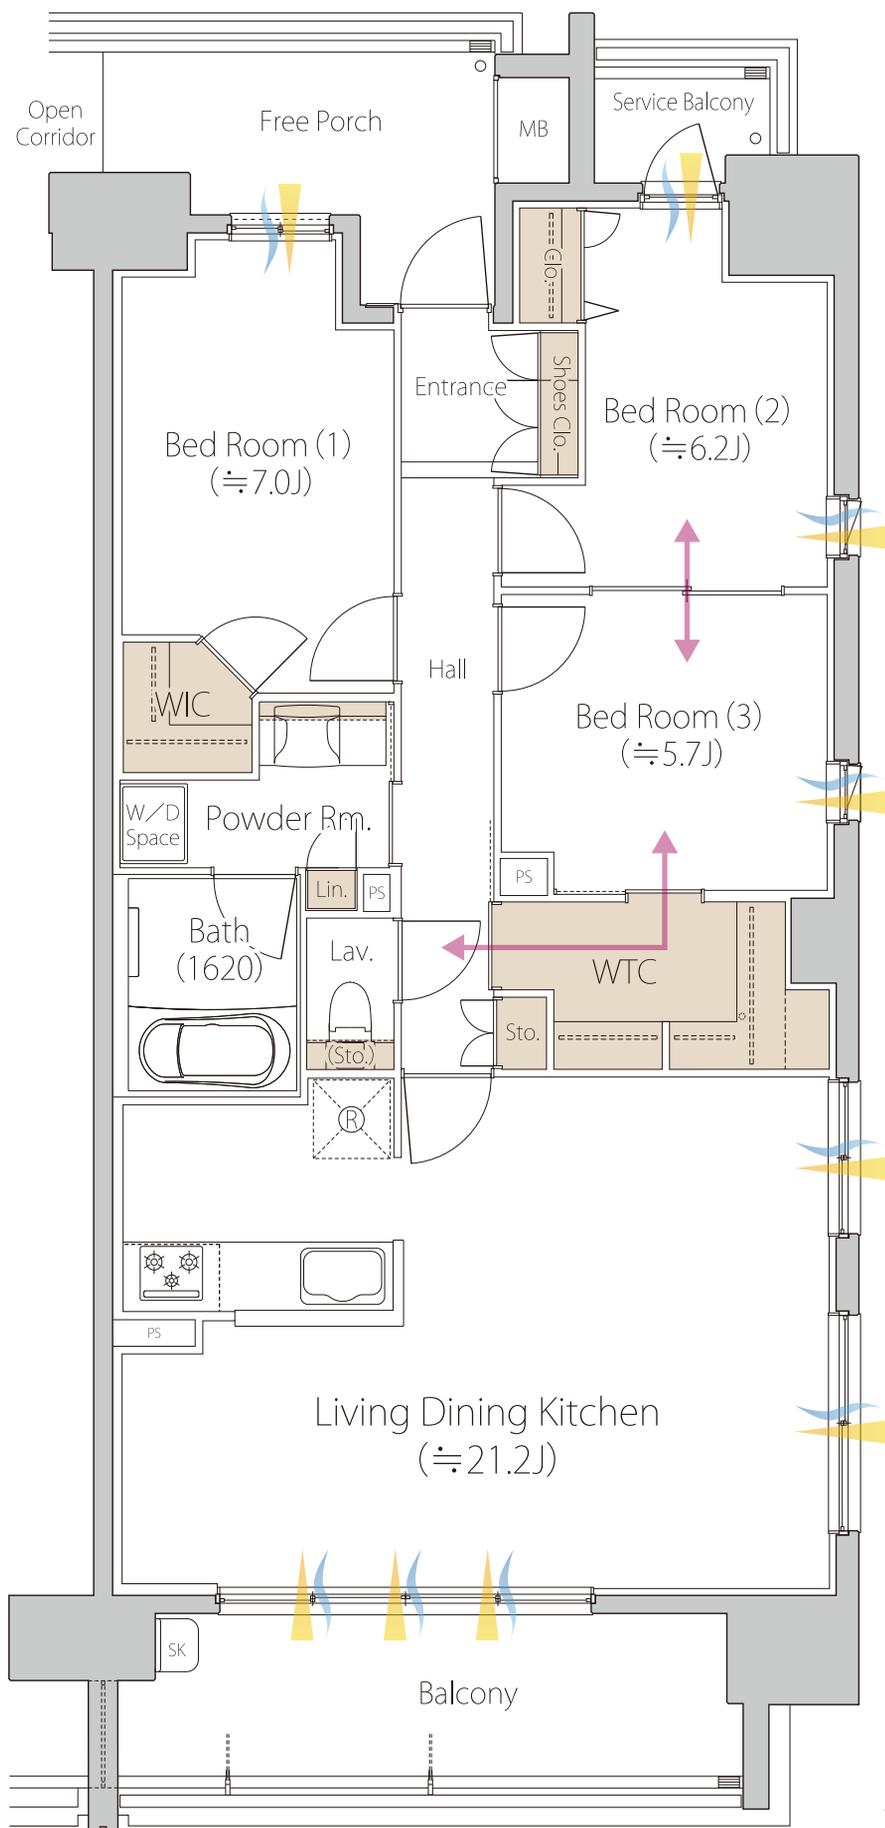 Open
Corridor
Free Porch
MB
Service Balcony
Clo.
Shoes Clo.
Entrance
Bed Room (1)
(≒7.0J)
Bed Room (2)
(≒6.2J)
Hall
WIC
Bed Room (3)
(≒5.7J)
W/D
Space
Powder Rm.
Lin.
PS
PS
Bath
(1620)
Lav.
WTC
Sto.
(Sto.)
R
PS
Living Dining Kitchen
(≒21.2J)
SK
Balcony